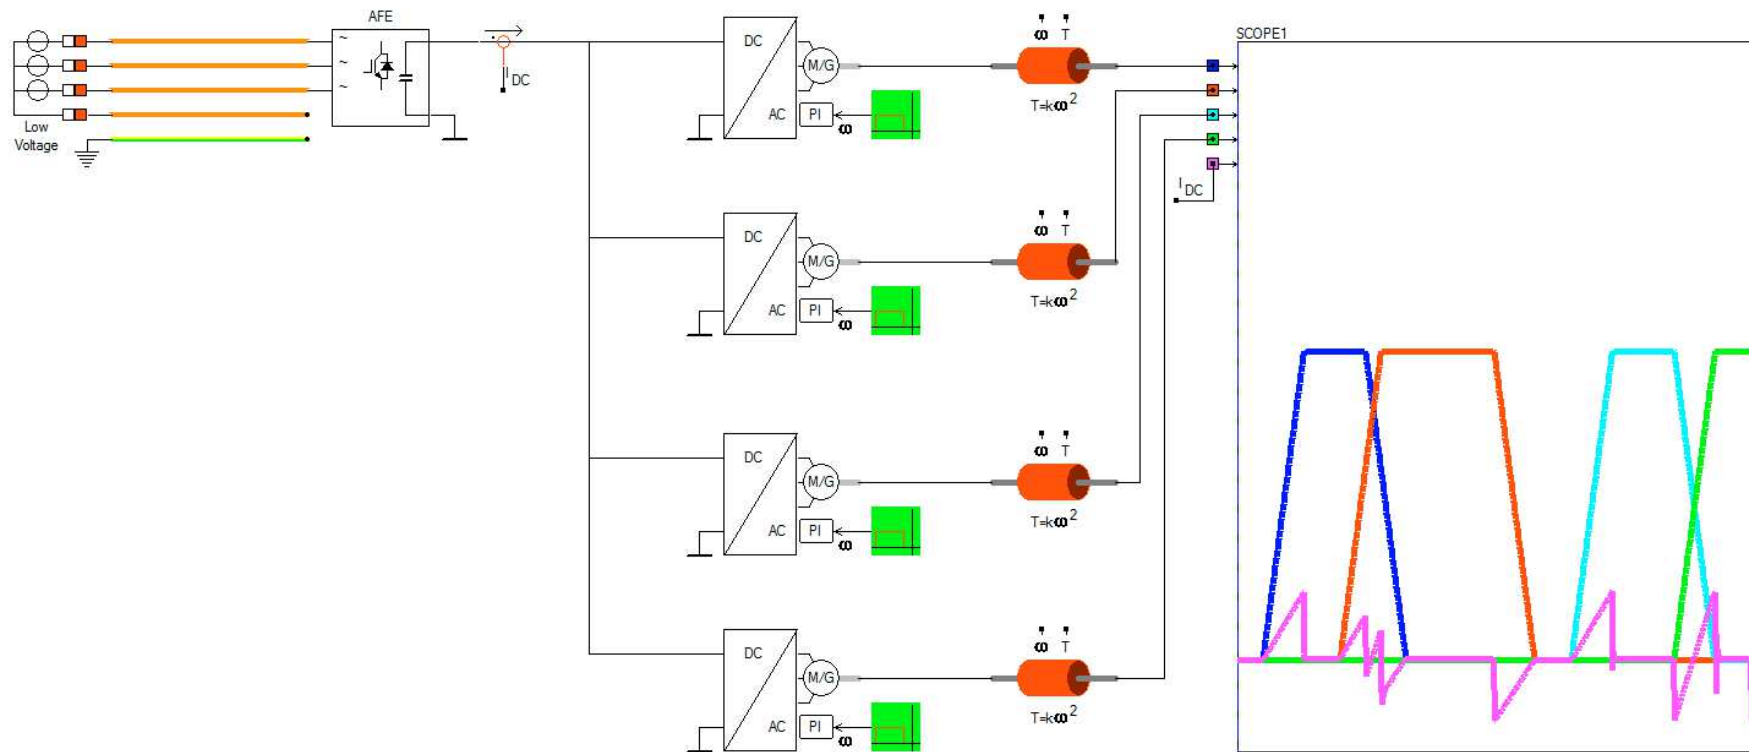 AFE
~
~
~
I DC
Low
Voltage
DC
AC
M/G
PI
ω
ω T
T=kω²
DC
AC
M/G
PI
ω
ω T
T=kω²
DC
AC
M/G
PI
ω
ω T
T=kω²
DC
AC
M/G
PI
ω
ω T
T=kω²
SCOPE1
I DC